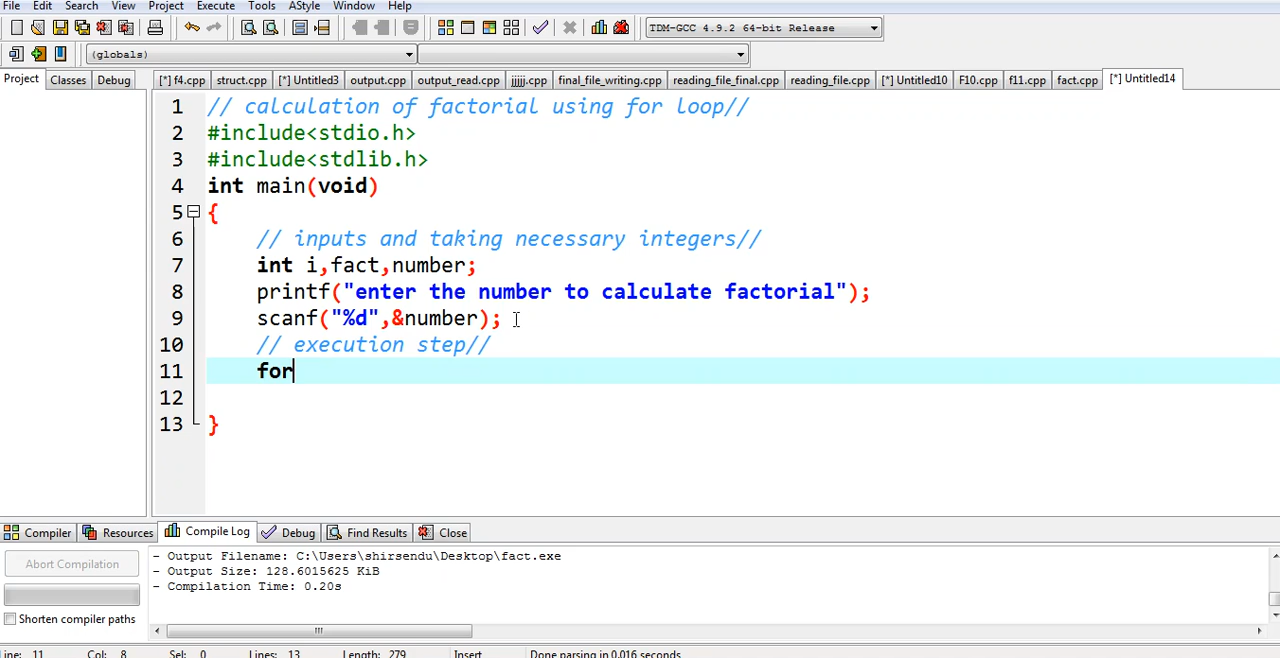 File Edit Search View Project Execute Tools AStyle Window Help
TDM-GCC 4.9.2 64-bit Release
(globals)
Project Classes Debug [*] f4.cpp struct.cpp [*] Untitled3 output.cpp output_read.cpp jjjjj.cpp final_file_writing.cpp reading_file_final.cpp reading_file.cpp [*] Untitled10 F10.cpp f11.cpp fact.cpp [*] Untitled14
1 // calculation of factorial using for loop//
2 #include<stdio.h>
3 #include<stdlib.h>
4 int main(void)
5 {
6 // inputs and taking necessary integers//
7 int i,fact,number;
8 printf("enter the number to calculate factorial");
9 scanf("%d",&number);
10 // execution step//
11 for
12
13 }
Compiler Resources Compile Log Debug Find Results Close
Abort Compilation
Shorten compiler paths
- Output Filename: C:\Users\shirsendu\Desktop\fact.exe
- Output Size: 128.6015625 KiB
- Compilation Time: 0.20s
Line: 11 Col: 8 Sel: 0 Lines: 13 Length: 279 Insert Done parsing in 0.016 seconds